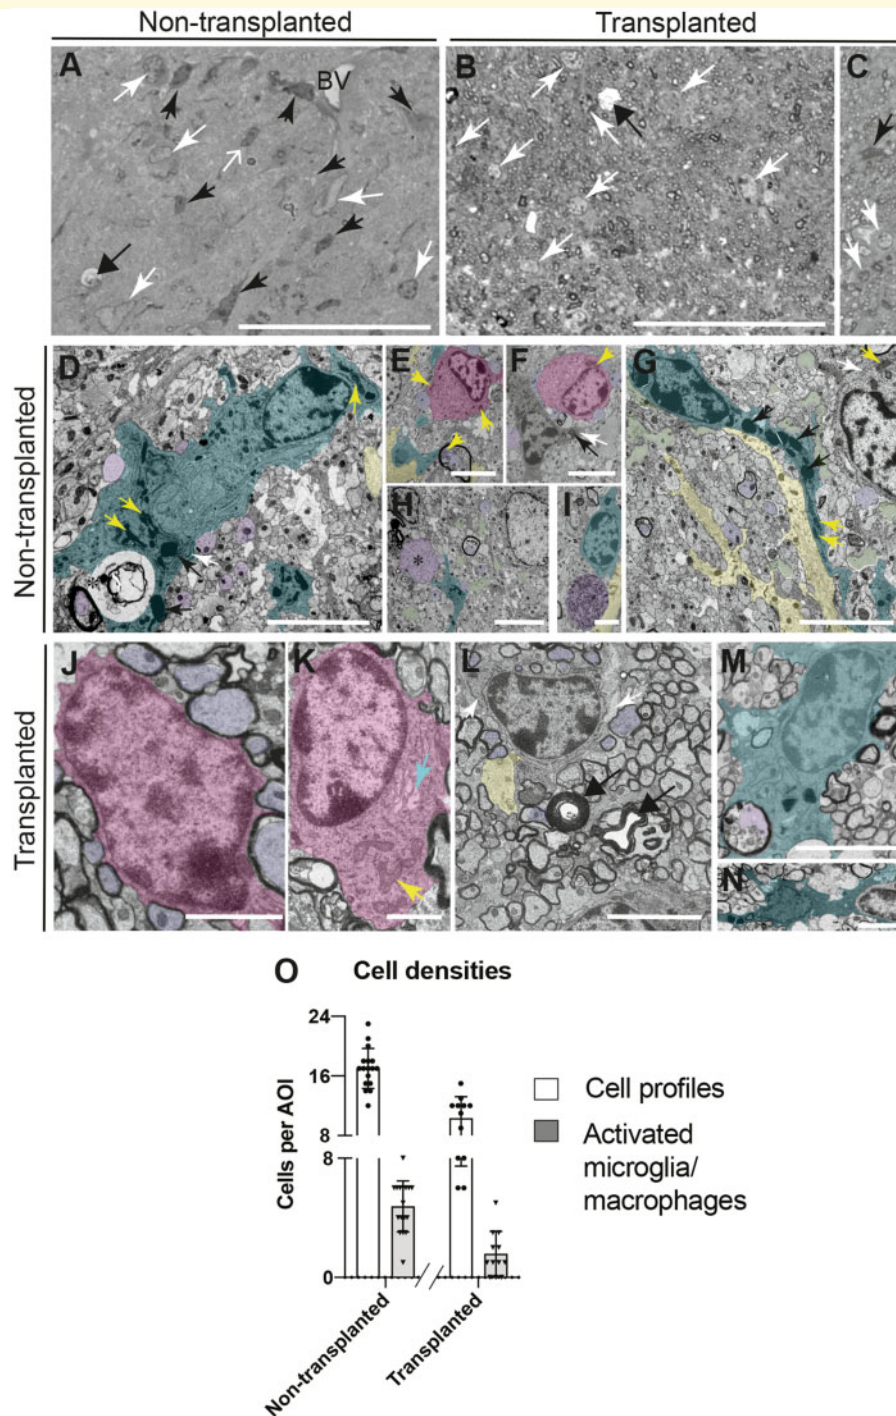 Non-transplanted
Transplanted
A
BV
B
C
Non-transplanted
D
E
F
G
H
I
*
*
Transplanted
J
K
L
M
N
O
Cell densities
24
16
8
8
0
Cells per AOI
Non-transplanted
Transplanted
Cell profiles
Activated
microglia/
macrophages